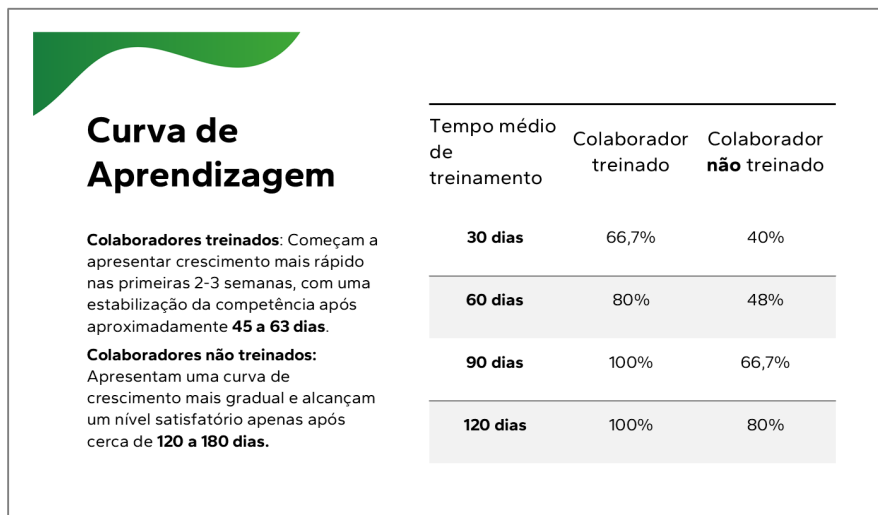 Curva de
Aprendizagem
Colaboradores treinados: Começam a
apresentar crescimento mais rápido
nas primeiras 2-3 semanas, com uma
estabilização da competência após
aproximadamente 45 a 63 dias.
Colaboradores não treinados:
Apresentam uma curva de
crescimento mais gradual e alcançam
um nível satisfatório apenas após
cerca de 120 a 180 dias.
Tempo médio
de
treinamento
Colaborador
treinado
Colaborador
não treinado
30 dias 66,7% 40%
60 dias 80% 48%
90 dias 100% 66,7%
120 dias 100% 80%